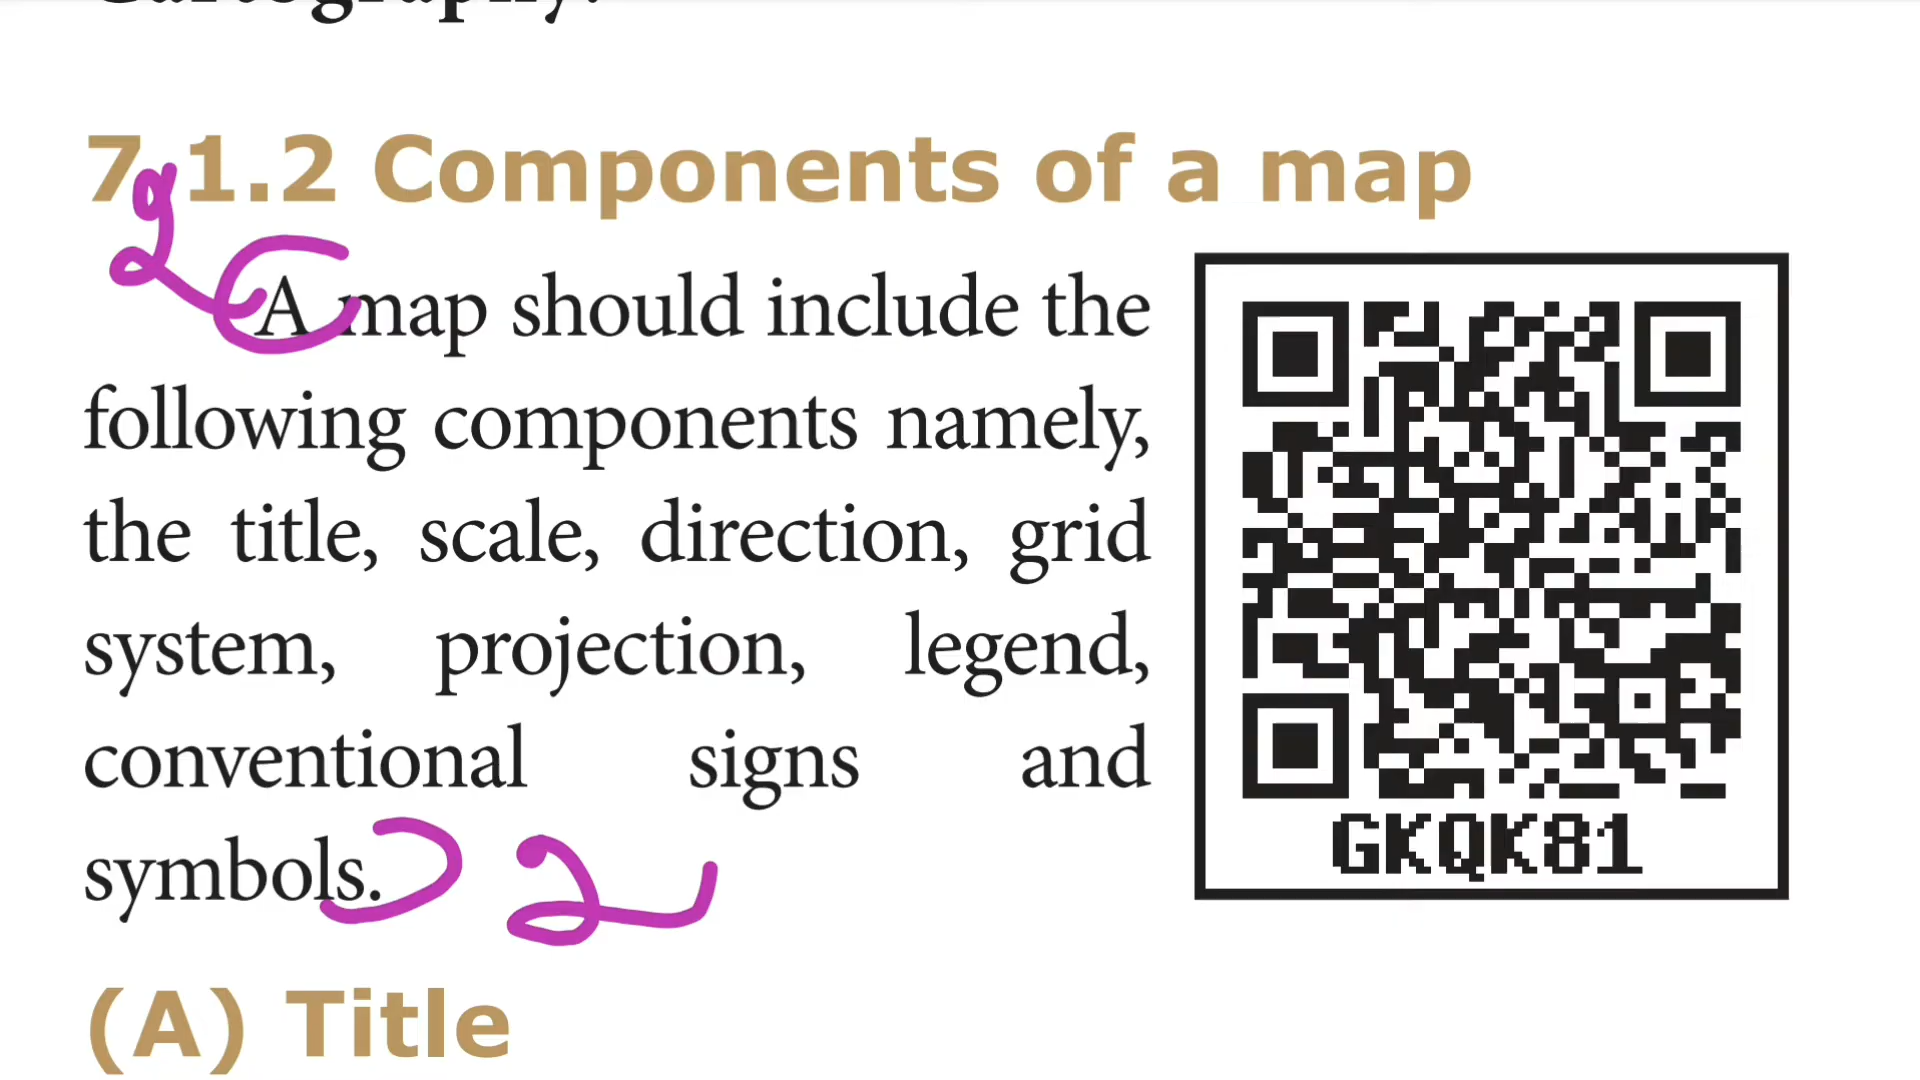 7.1.2 Components of a map
A map should include the
following components namely,
the title, scale, direction, grid
system, projection, legend,
conventional signs and
symbols.
2
GKQK81
(A) Title